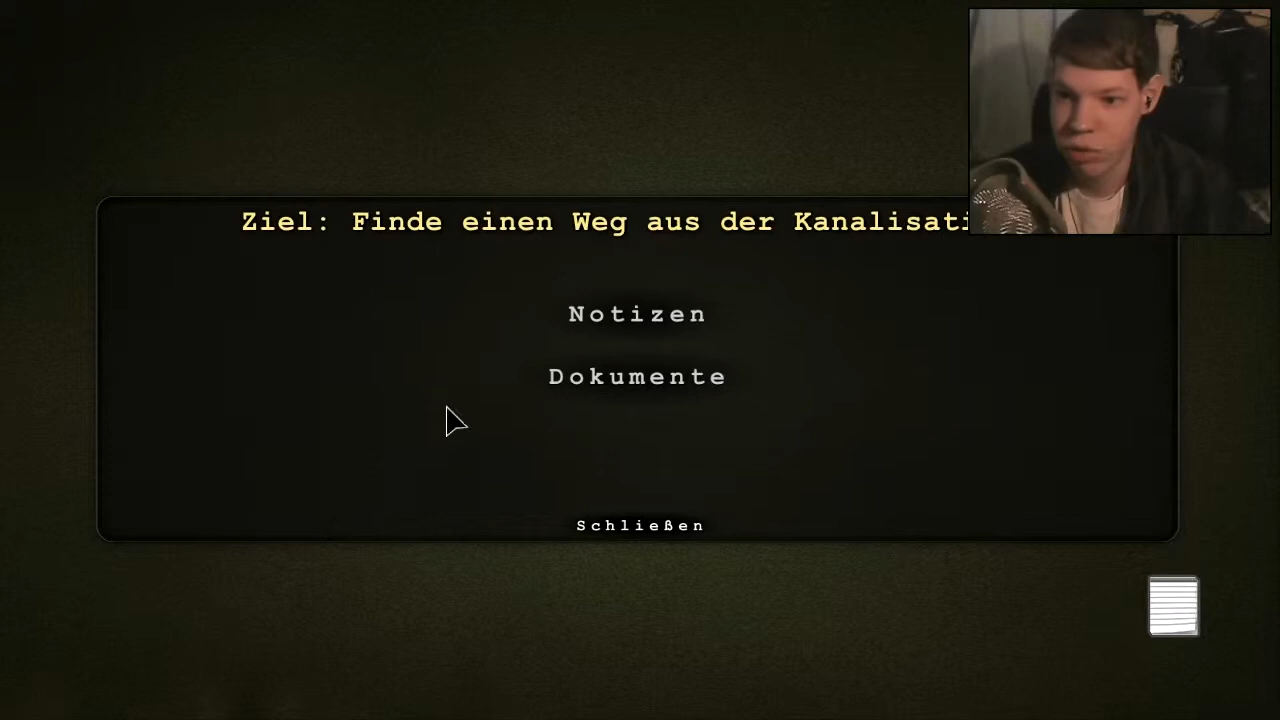 Ziel: Finde einen Weg aus der Kanalisati
Notizen
Dokumente
Schließen